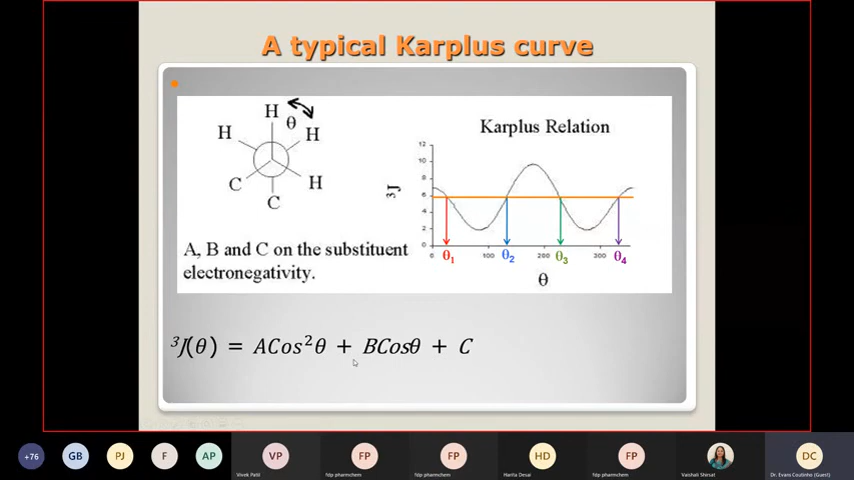 A typical Karplus curve
H
θ
H
H
H
C
C
A, B and C on the substituent
electronegativity.
Karplus Relation
³J
12
10
8
6
4
2
0
0 θ₁ 100 θ₂ 200 θ₃ 300 θ₄
θ
³J(θ) = ACos²θ + BCosθ + C
+76
GB
PJ
F
AP
VP
FP
FP
HD
FP
DC
Vivek Patil
fdp pharmchem
fdp pharmchem
Harita Desai
fdp pharmchem
Vaishali Shirsat
Dr. Evans Coutinho (Guest)